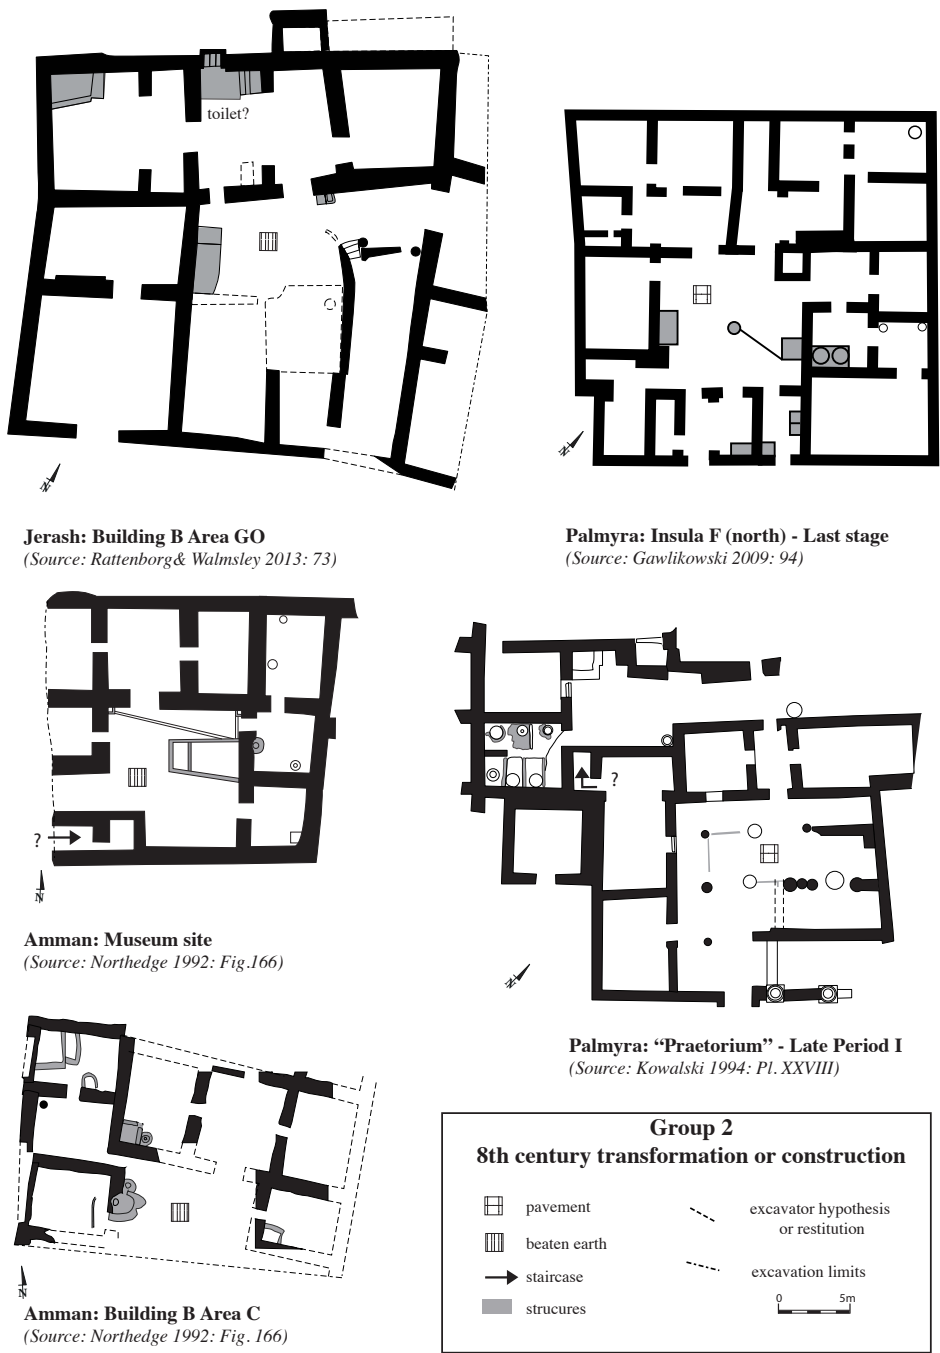 toilet?
N
N
Jerash: Building B Area GO
(Source: Rattenborg& Walmsley 2013: 73)
Palmyra: Insula F (north) - Last stage
(Source: Gawlikowski 2009: 94)
?
?
N
N
Amman: Museum site
(Source: Northedge 1992: Fig.166)
Palmyra: “Praetorium” - Late Period I
(Source: Kowalski 1994: Pl. XXVIII)
N
Amman: Building B Area C
(Source: Northedge 1992: Fig. 166)
Group 2
8th century transformation or construction
pavement
beaten earth
staircase
strucures
excavator hypothesis
or restitution
excavation limits
0 5m